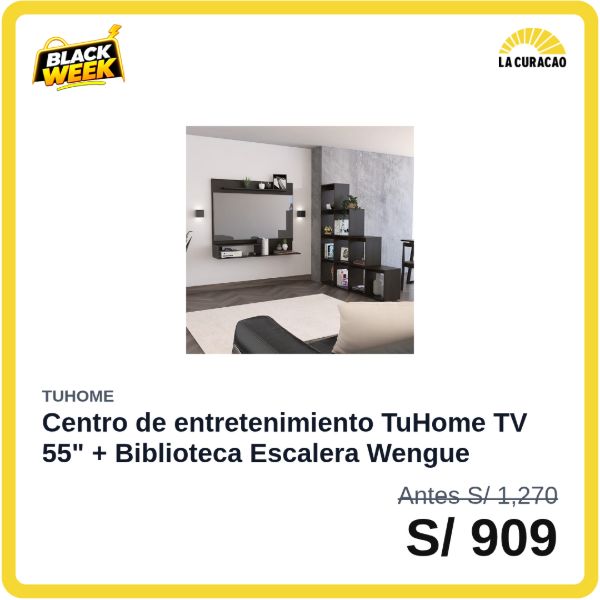 BLACK
WEEK
LA CURACAO
TUHOME
Centro de entretenimiento TuHome TV
55" + Biblioteca Escalera Wengue
Antes S/ 1,270
S/ 909